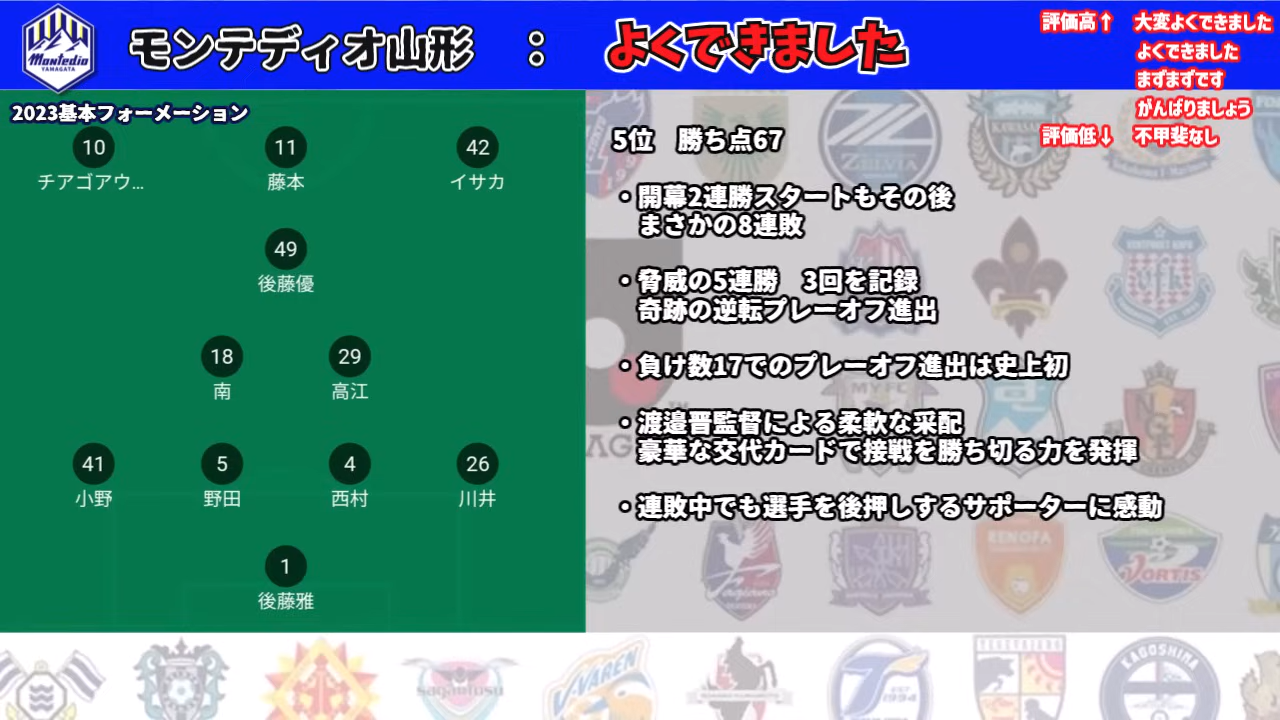 Montedio
YAMAGATA
モンテディオ山形 : よくできました
評価高↑ 大変よくできました
よくできました
まずまずです
がんばりましょう
評価低↓ 不甲斐なし
2023基本フォーメーション
10 11 42
チアゴアウ... 藤本 イサカ
49
後藤優
18 29
南 高江
41 5 4 26
小野 野田 西村 川井
1
後藤雅
5位 勝ち点67
・開幕2連勝スタートもその後
まさかの8連敗
・脅威の5連勝 3回を記録
奇跡の逆転プレーオフ進出
・負け数17でのプレーオフ進出は史上初
・渡邉晋監督による柔軟な采配
豪華な交代カードで接戦を勝ち切る力を発揮
・連敗中でも選手を後押しするサポーターに感動
ZELVIA
KAWASAKI
MYFC
RENOFA
VORTIS
sagantosu
V・VAREN
EST
1994
KAGOSHIMA